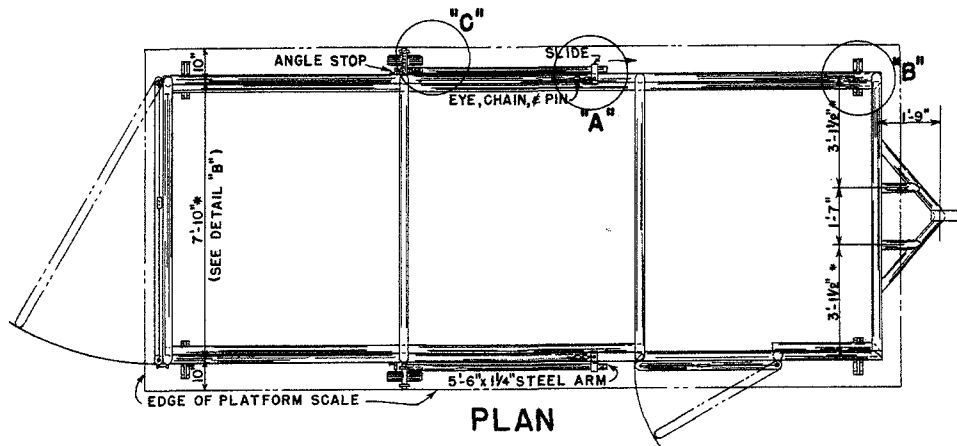 "C"
ANGLE STOP
SLIDE
EYE, CHAIN, & PIN
"A"
"B"
10"
7'-10"*
(SEE DETAIL "B")
10"
3'-1½"*
1'-9"
1'-7"
3'-1½"*
5'-6"x 1¼" STEEL ARM
EDGE OF PLATFORM SCALE
PLAN